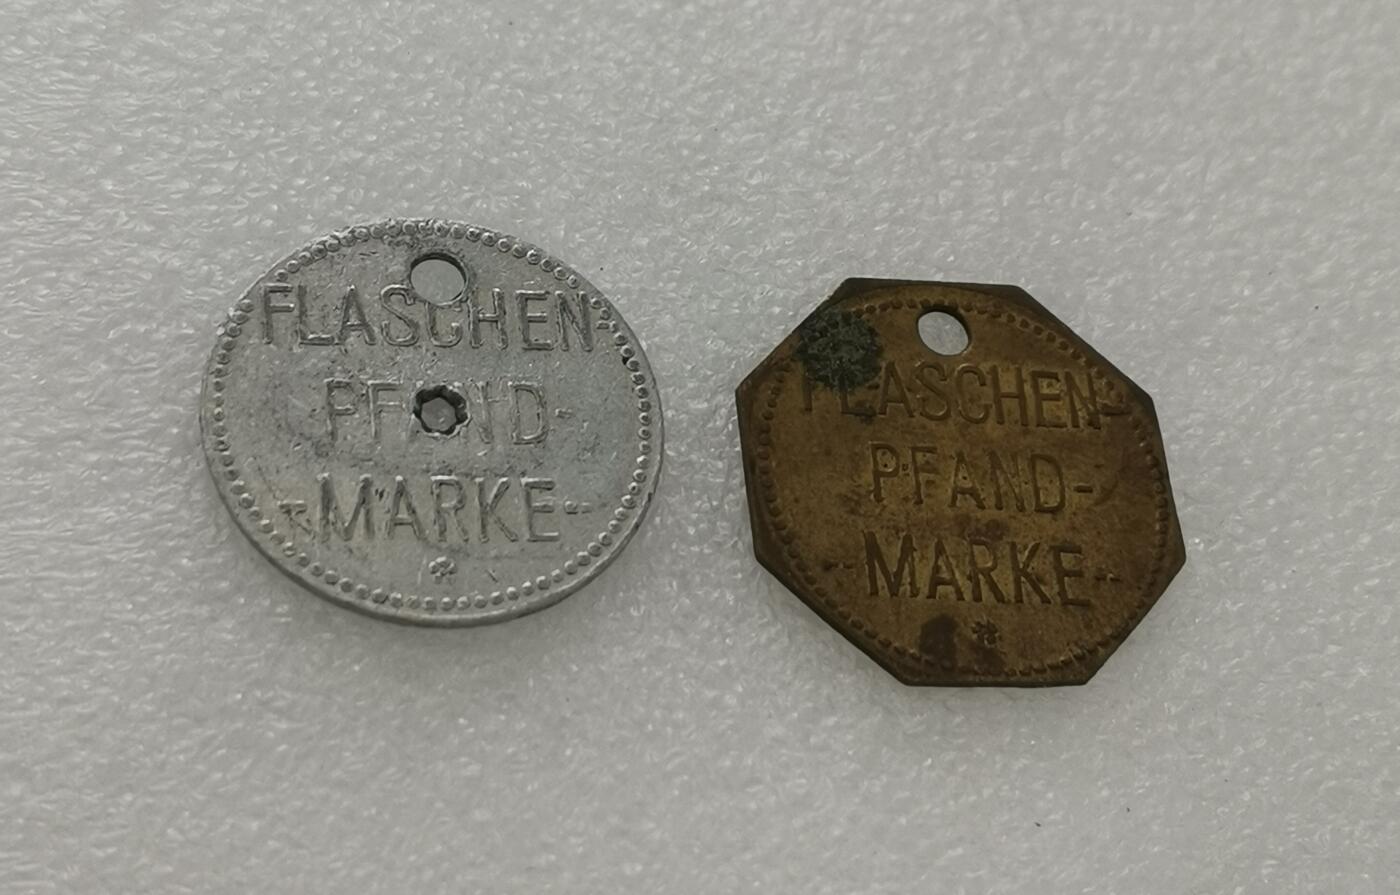 FLASCHEN-
PFAND-
-MARKE-
FLASCHEN-
PFAND-
-MARKE-